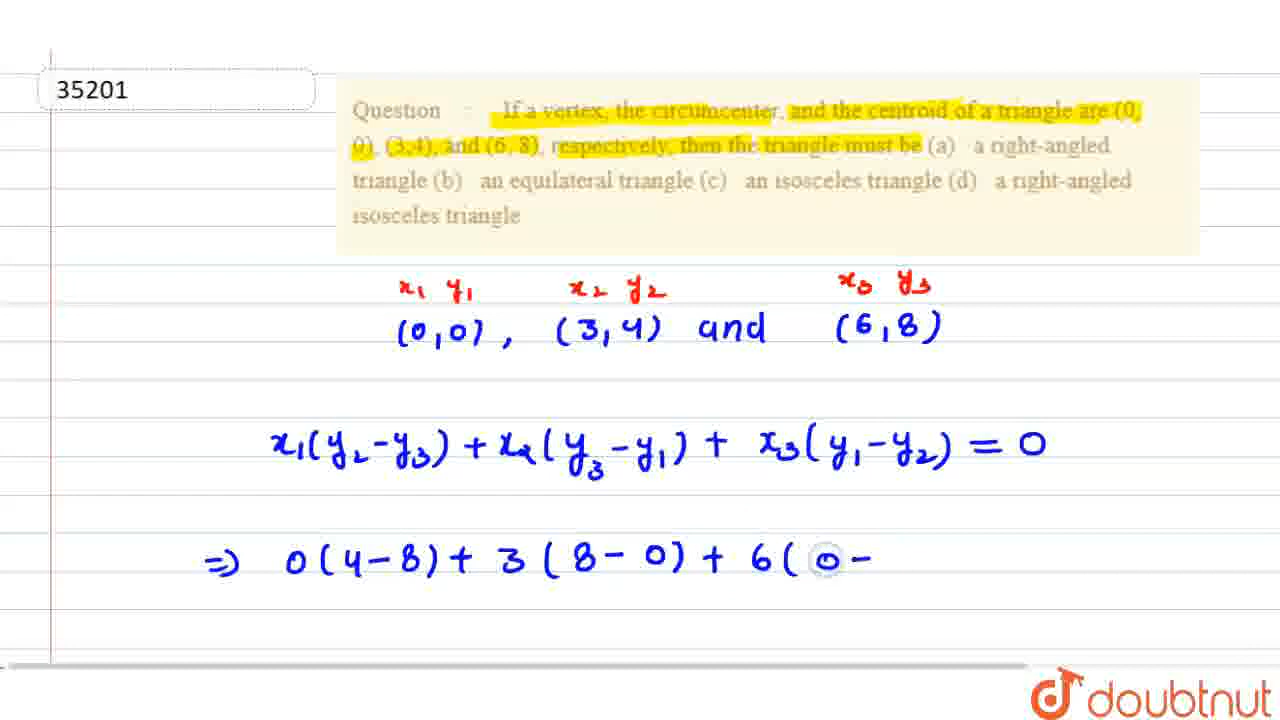 35201
Question : If a vertex, the circumcenter, and the centroid of a triangle are (0,
0), (3,4), and (6, 8), respectively, then the triangle must be (a) a right-angled
triangle (b) an equilateral triangle (c) an isosceles triangle (d) a right-angled
isosceles triangle
x₁ y₁ x₂ y₂ x₃ y₃
(0,0), (3,4) and (6,8)
x₁(y₂-y₃)+x₂(y₃-y₁)+ x₃(y₁-y₂)=0
⇒ 0(4-8)+ 3(8-0)+ 6(0-
doubtnut